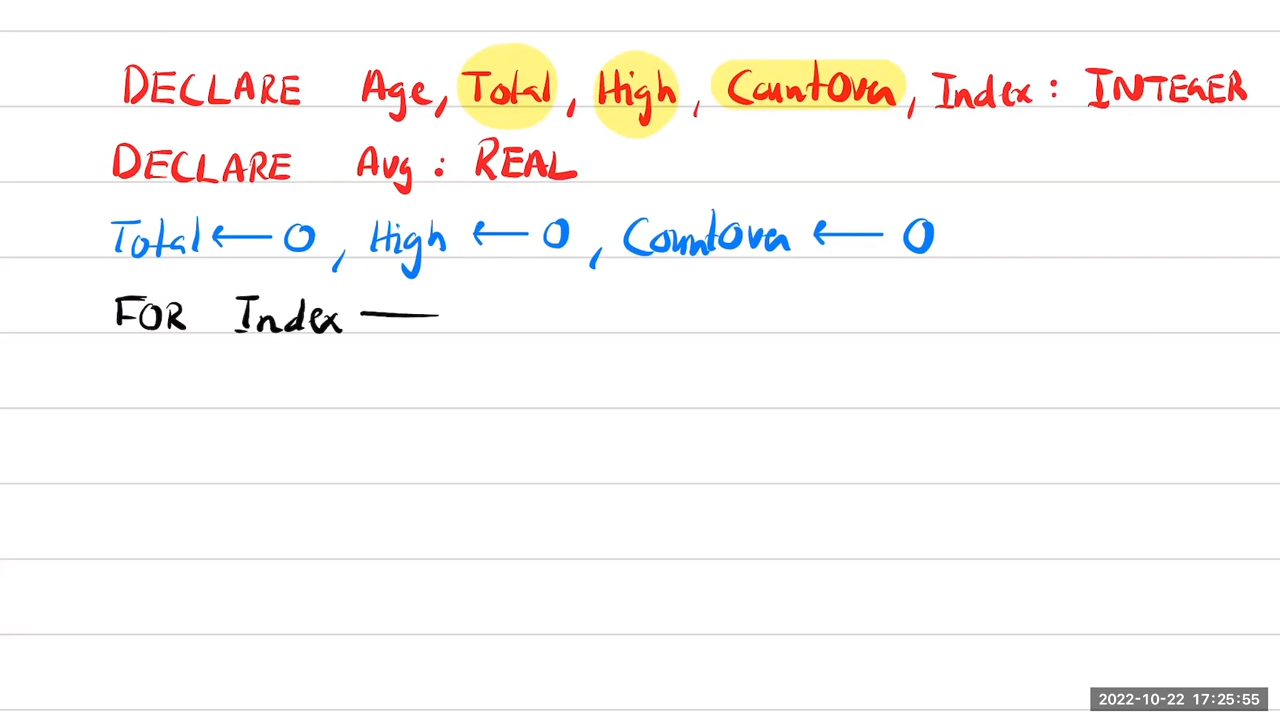 DECLARE Age, Total, High, CountOver, Index : INTEGER
DECLARE Avg : REAL
Total ← 0, High ← 0, CountOver ← 0
FOR Index —
2022-10-22 17:25:55